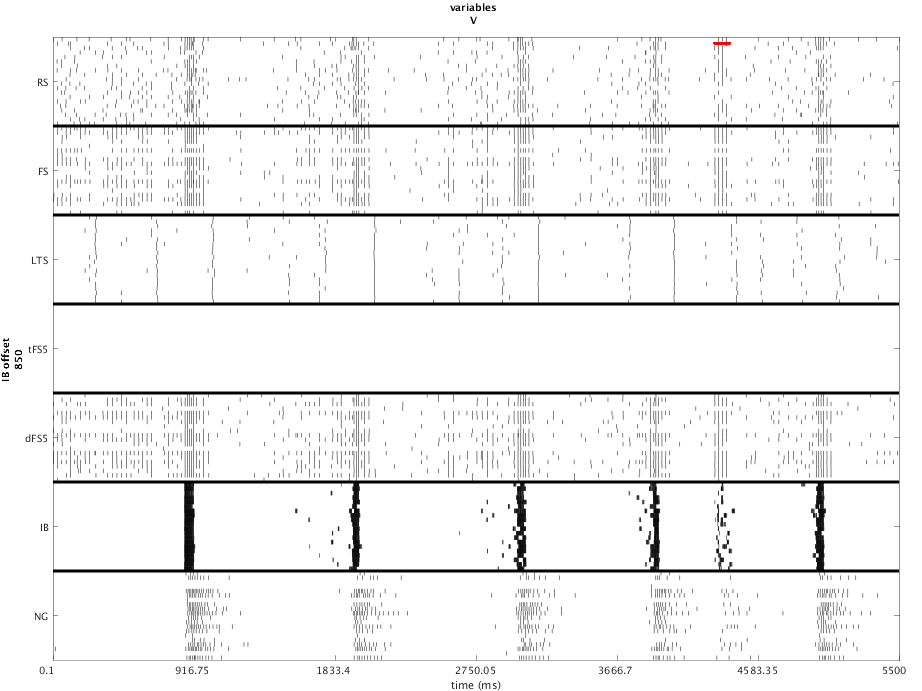 variables
V
RS
FS
LTS
tFS5
dFS5
IB
NG
IB offset
850
0.1
916.75
1833.4
2750.05
3666.7
4583.35
5500
time (ms)